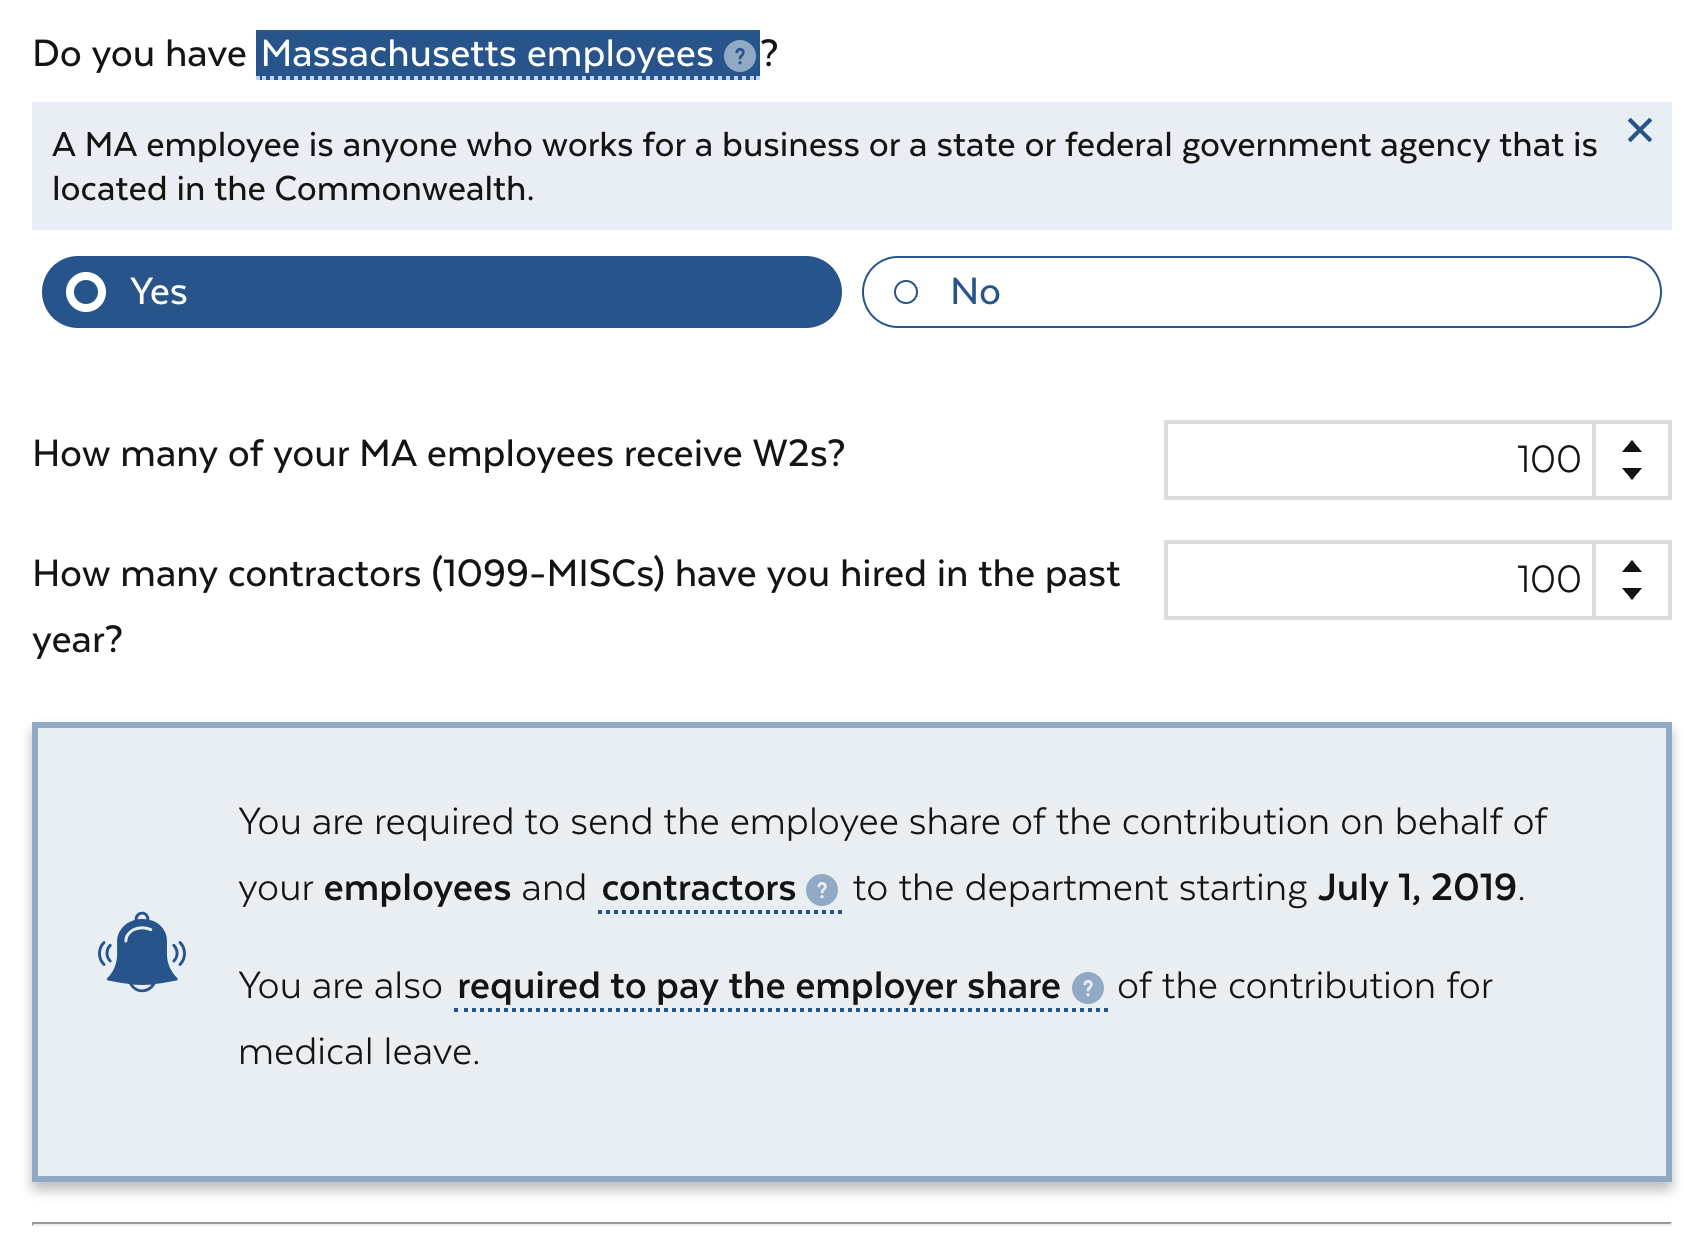 Do you have Massachusetts employees ??
A MA employee is anyone who works for a business or a state or federal government agency that is
located in the Commonwealth.
Yes
No
How many of your MA employees receive W2s?
100
How many contractors (1099-MISCs) have you hired in the past
year?
100
You are required to send the employee share of the contribution on behalf of
your employees and contractors ? to the department starting July 1, 2019.
You are also required to pay the employer share ? of the contribution for
medical leave.